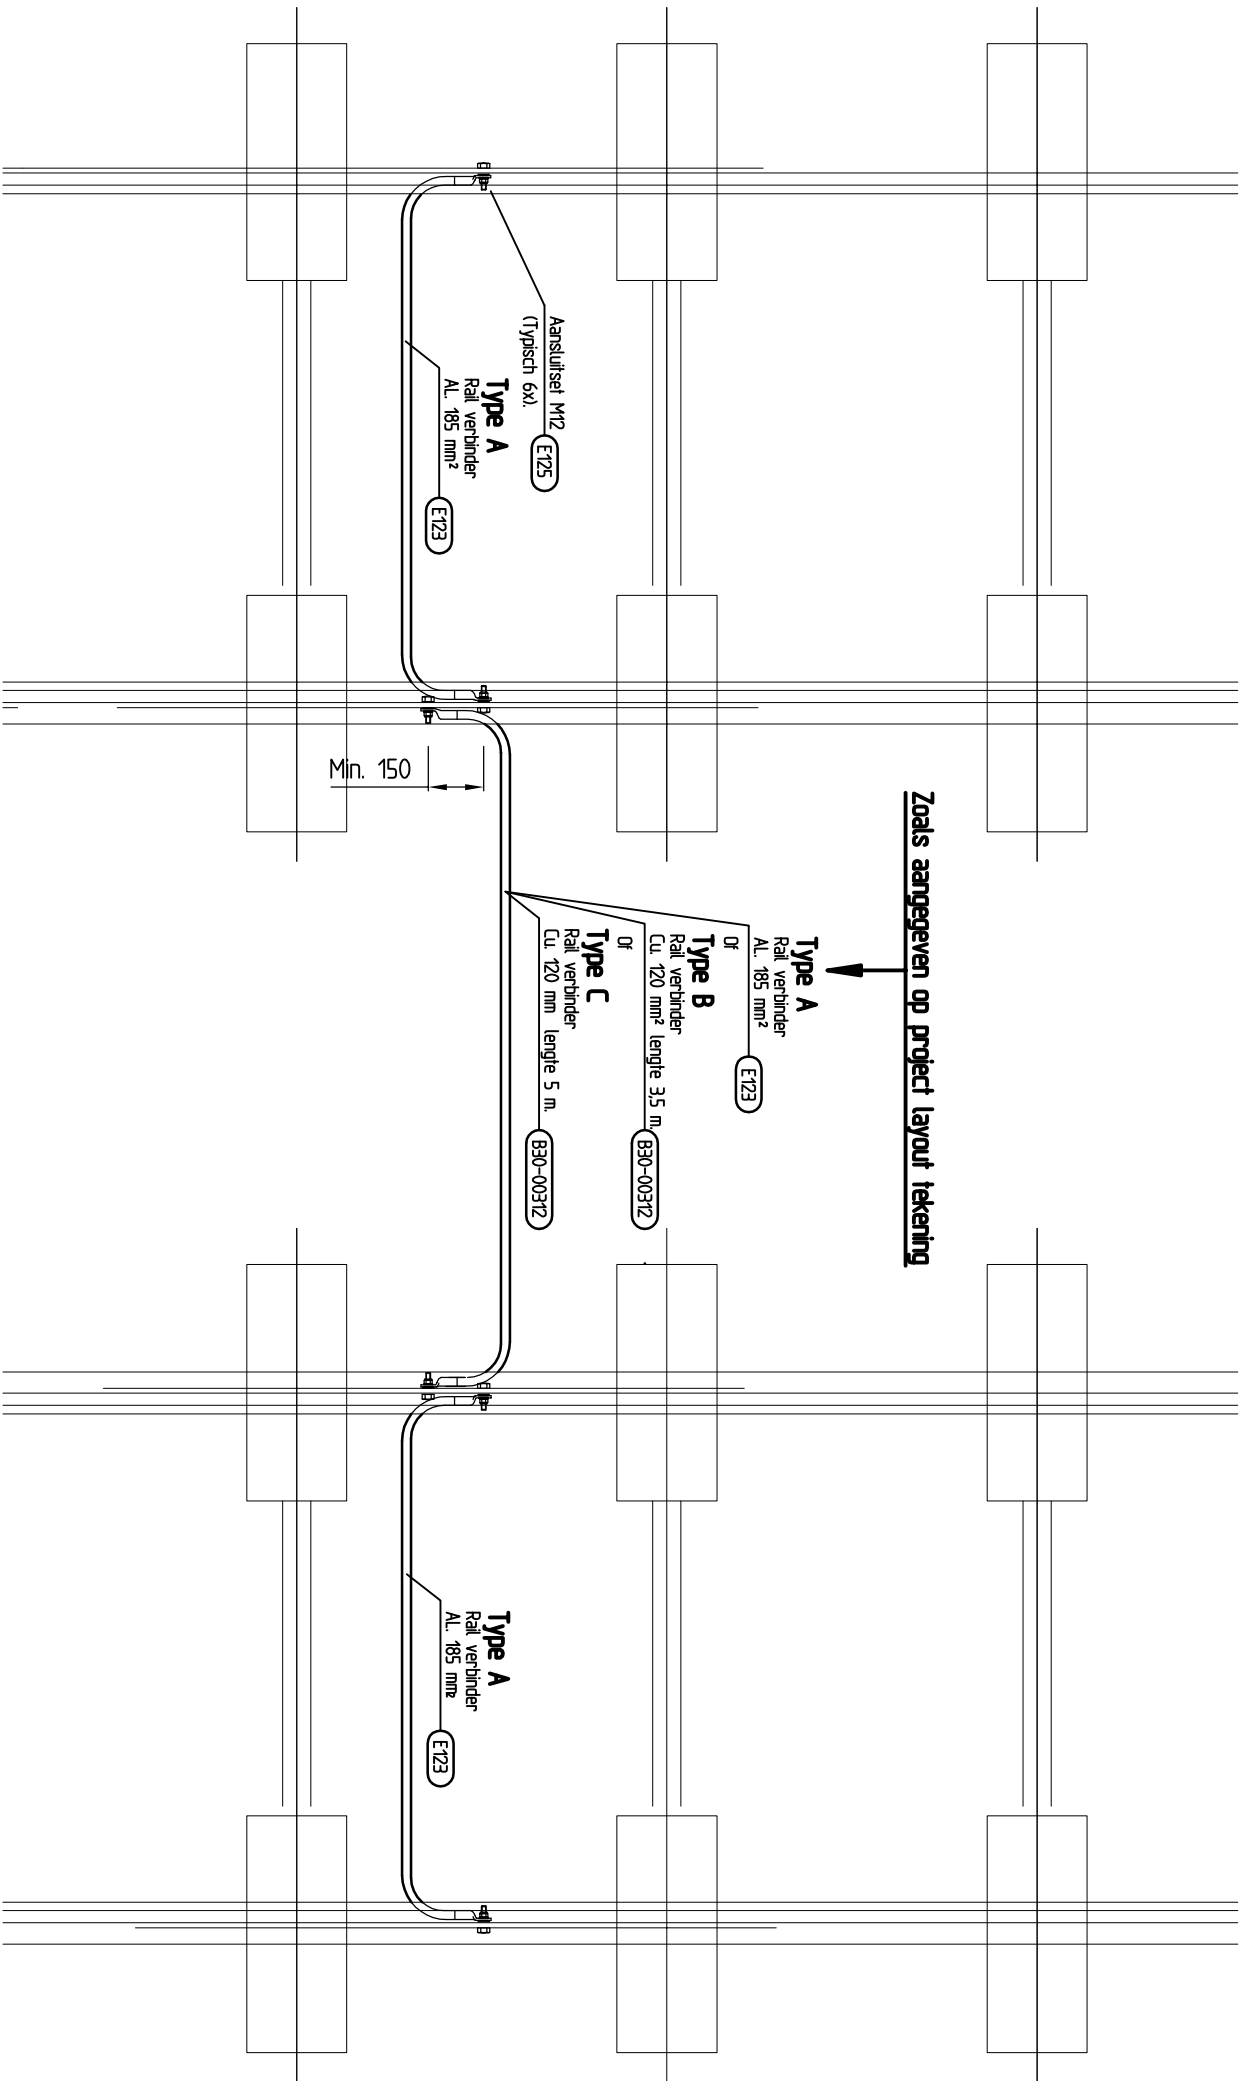 Zoals aangegeven op project layout tekening
Aansluitset M12
(Typisch 6x).
E125
Type A
Rail verbinder
AL. 185 mm²
E123
Min. 150
Type A
Rail verbinder
AL. 185 mm²
E123
Of
Type B
Rail verbinder
Cu. 120 mm² lengte 3,5 m.
B30-00312
Of
Type C
Rail verbinder
Cu. 120 mm lengte 5 m.
B30-00312
Type A
Rail verbinder
AL. 185 mm²
E123